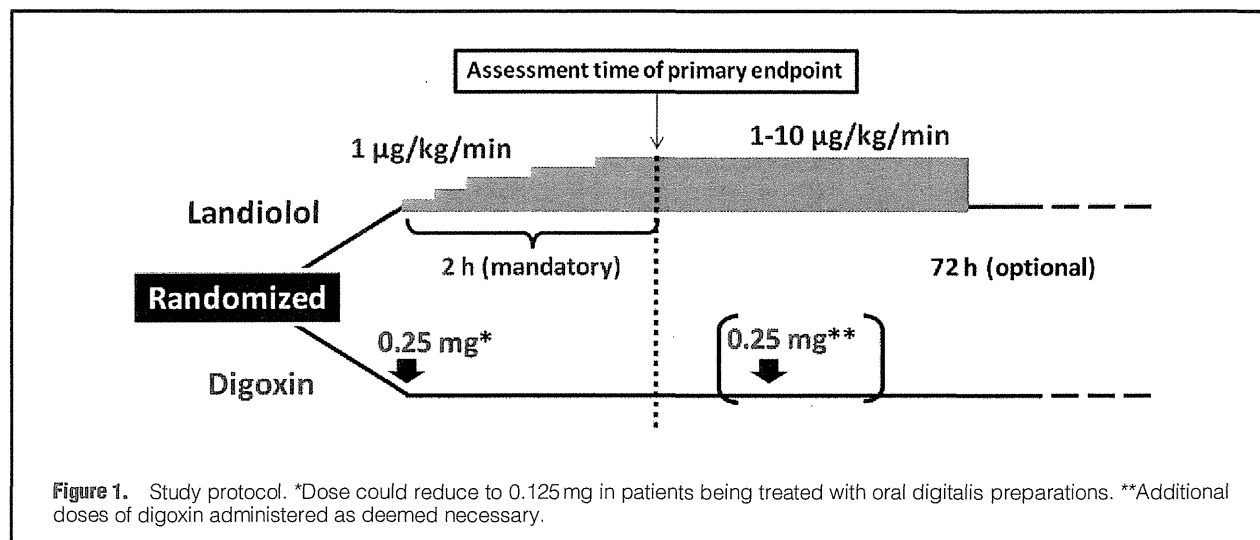 Assessment time of primary endpoint
1 µg/kg/min
1-10 µg/kg/min
Landiolol
2 h (mandatory)
72 h (optional)
Randomized
0.25 mg*
0.25 mg**
Digoxin
Figure 1. Study protocol. *Dose could reduce to 0.125 mg in patients being treated with oral digitalis preparations. **Additional
doses of digoxin administered as deemed necessary.